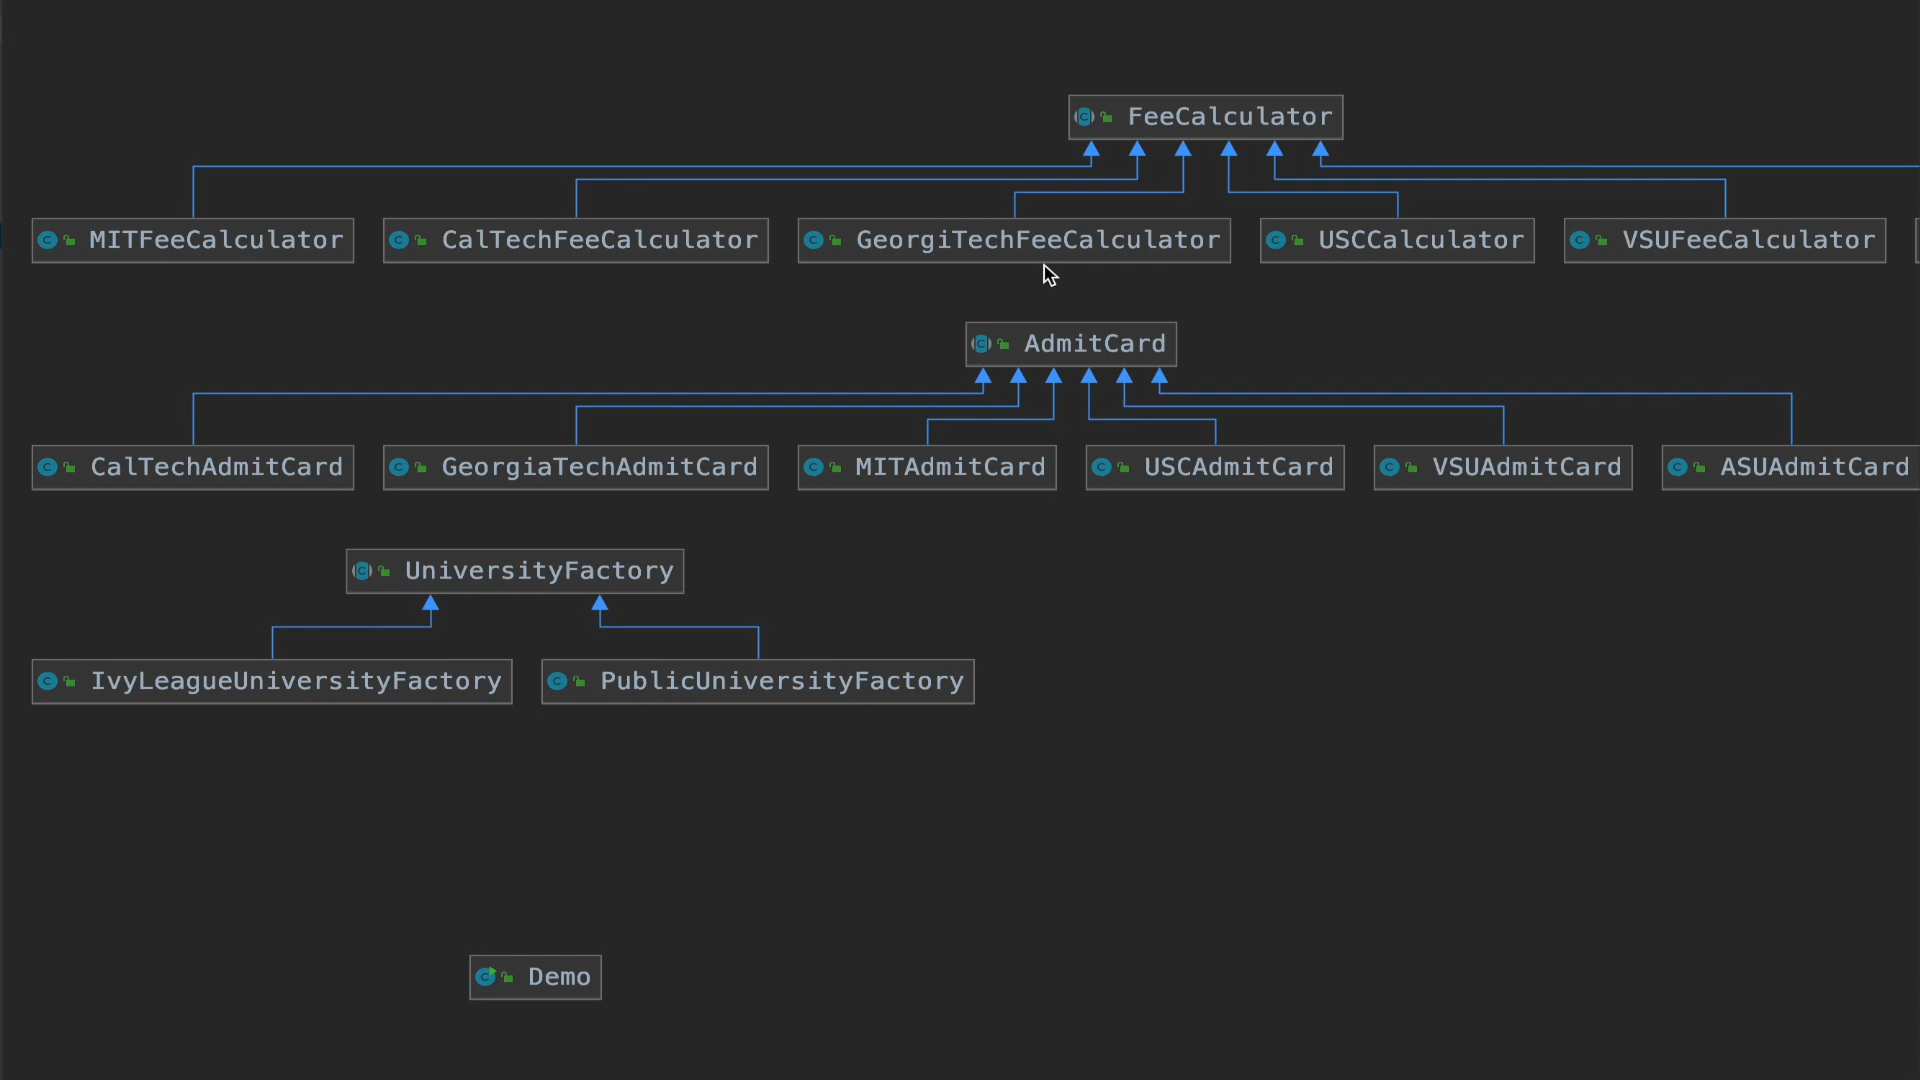 FeeCalculator
MITFeeCalculator CalTechFeeCalculator GeorgiTechFeeCalculator USCCalculator VSUFeeCalculator
AdmitCard
CalTechAdmitCard GeorgiaTechAdmitCard MITAdmitCard USCAdmitCard VSUAdmitCard ASUAdmitCard
UniversityFactory
IvyLeagueUniversityFactory PublicUniversityFactory
Demo